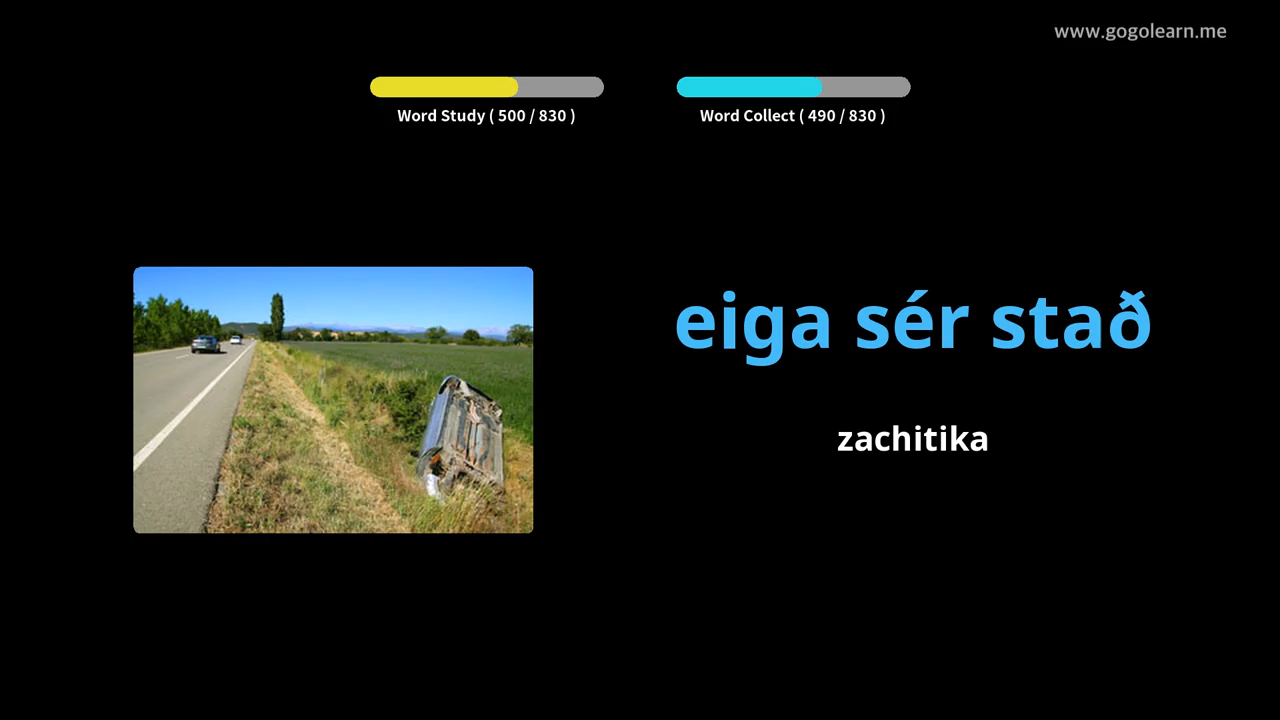 www.gogolearn.me
Word Study ( 500 / 830 )
Word Collect ( 490 / 830 )
eiga sér stað
zachitika